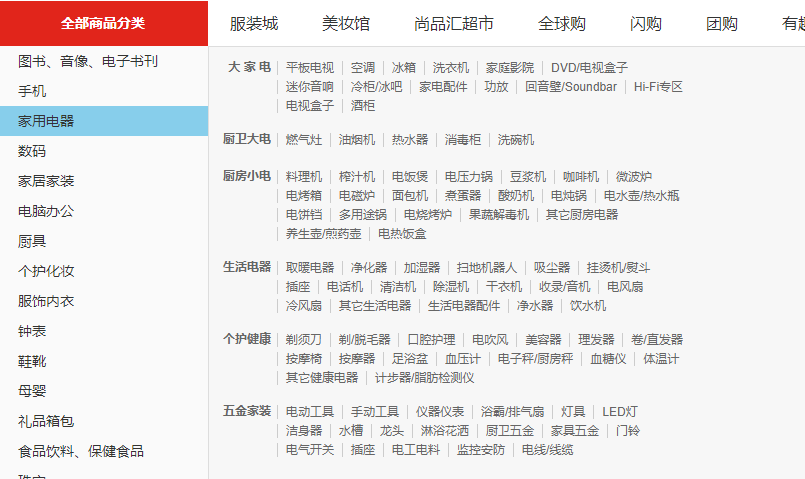 全部商品分类 服装城 美妆馆 尚品汇超市 全球购 闪购 团购 有趣
图书、音像、电子书刊
手机
家用电器
数码
家居家装
电脑办公
厨具
个护化妆
服饰内衣
钟表
鞋靴
母婴
礼品箱包
食品饮料、保健食品
珠宝
大 家 电 平板电视 空调 冰箱 洗衣机 家庭影院 DVD/电视盒子
迷你音响 冷柜/冰吧 家电配件 功放 回音壁/Soundbar Hi-Fi专区
电视盒子 酒柜
厨卫大电 燃气灶 油烟机 热水器 消毒柜 洗碗机
厨房小电 料理机 榨汁机 电饭煲 电压力锅 豆浆机 咖啡机 微波炉
电烤箱 电磁炉 面包机 煮蛋器 酸奶机 电炖锅 电水壶/热水瓶
电饼铛 多用途锅 电烧烤炉 果蔬解毒机 其它厨房电器
养生壶/煎药壶 电热饭盒
生活电器 取暖电器 净化器 加湿器 扫地机器人 吸尘器 挂烫机/熨斗
插座 电话机 清洁机 除湿机 干衣机 收录/音机 电风扇
冷风扇 其它生活电器 生活电器配件 净水器 饮水机
个护健康 剃须刀 剃/脱毛器 口腔护理 电吹风 美容器 理发器 卷/直发器
按摩椅 按摩器 足浴盆 血压计 电子秤/厨房秤 血糖仪 体温计
其它健康电器 计步器/脂肪检测仪
五金家装 电动工具 手动工具 仪器仪表 浴霸/排气扇 灯具 LED灯
洁身器 水槽 龙头 淋浴花洒 厨卫五金 家具五金 门铃
电气开关 插座 电工电料 监控安防 电线/线缆